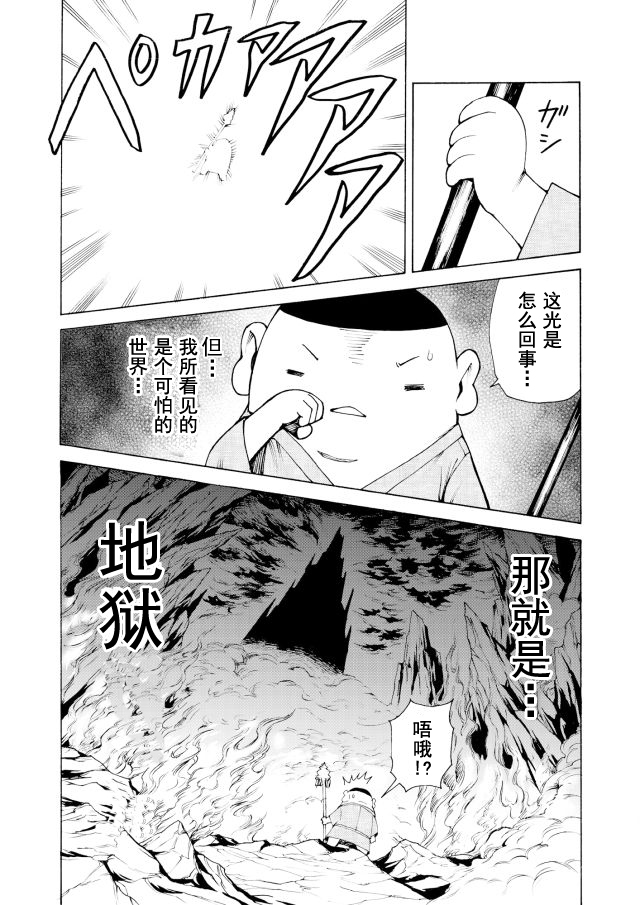 ガシ
ペカァアアアア
这光是
怎么回事…
但…
我所看见的
是个可怕的
世界…
那就是…
地狱
唔哦!?